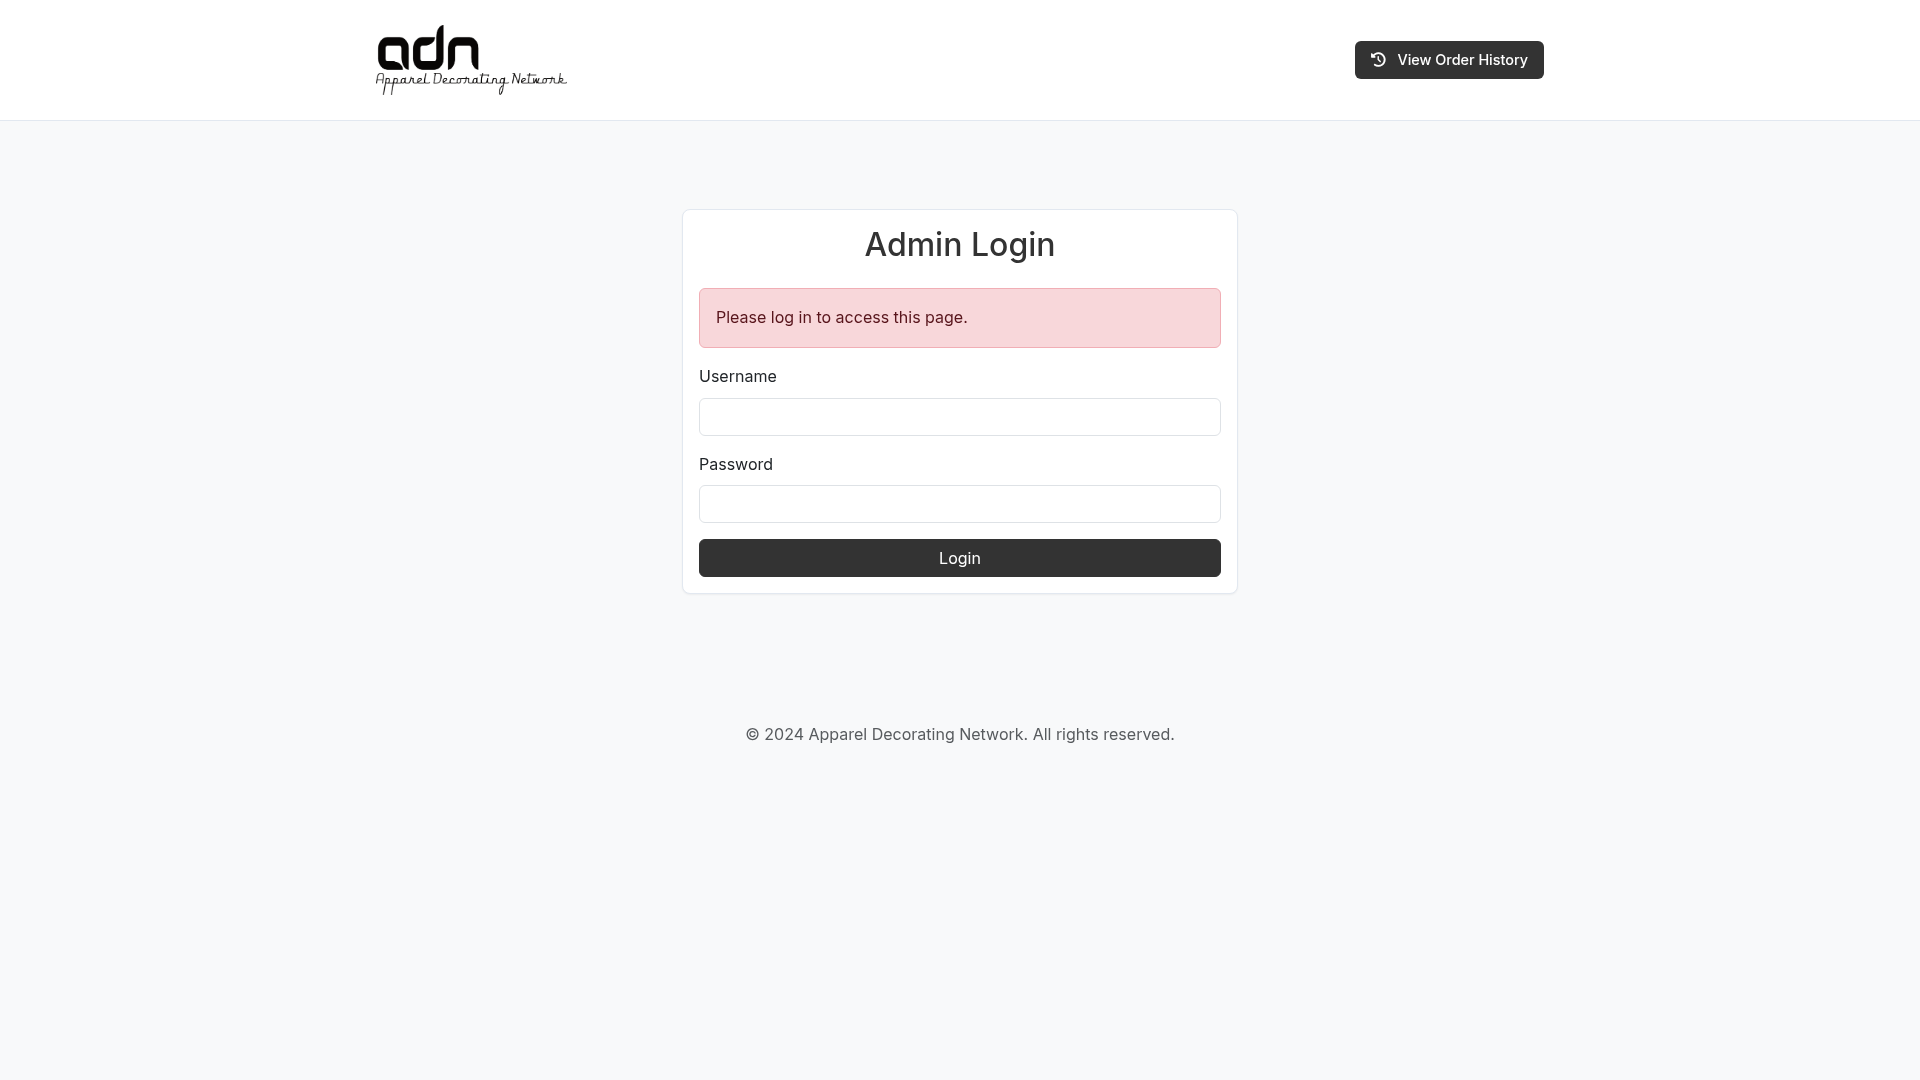 adn
Apparel Decorating Network
View Order History
Admin Login
Please log in to access this page.
Username
Password
Login
© 2024 Apparel Decorating Network. All rights reserved.